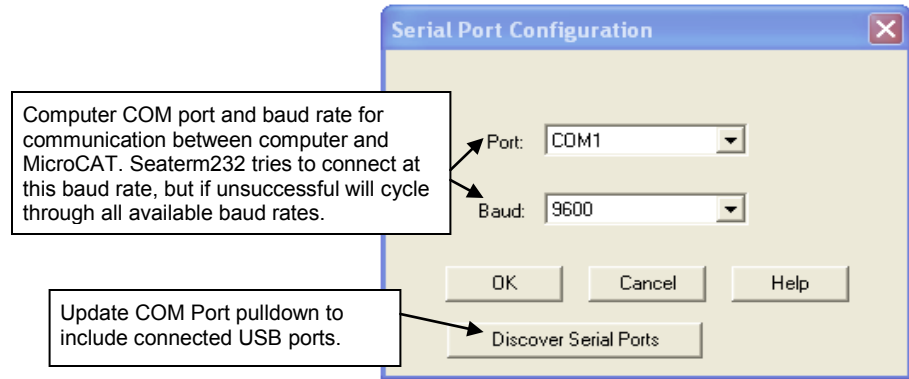 Serial Port Configuration
Computer COM port and baud rate for
communication between computer and
MicroCAT. Seaterm232 tries to connect at
this baud rate, but if unsuccessful will cycle
through all available baud rates.
Port: COM1
Baud: 9600
OK Cancel Help
Update COM Port pulldown to
include connected USB ports.
Discover Serial Ports